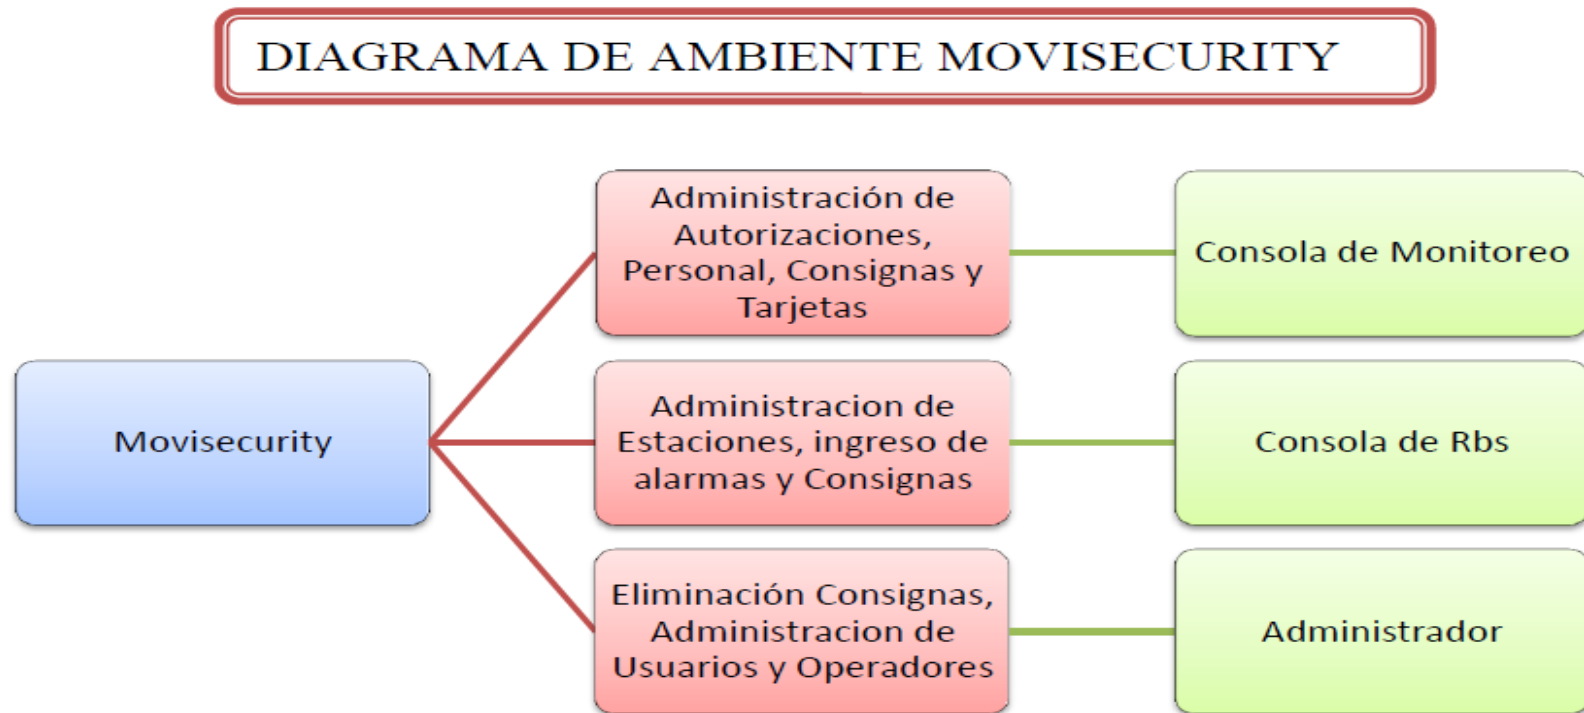 DIAGRAMA DE AMBIENTE MOVISECURITY
Administración de
Autorizaciones,
Personal, Consignas y
Tarjetas
Consola de Monitoreo
Movisecurity
Administracion de
Estaciones, ingreso de
alarmas y Consignas
Consola de Rbs
Eliminación Consignas,
Administracion de
Usuarios y Operadores
Administrador